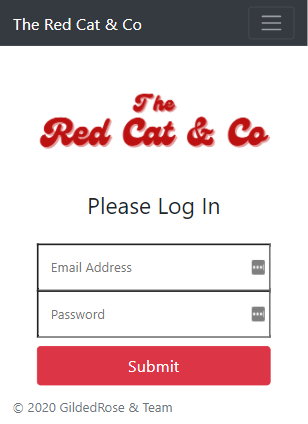 The Red Cat & Co
The
Red Cat & Co
Please Log In
Email Address
Password
Submit
© 2020 GildedRose & Team